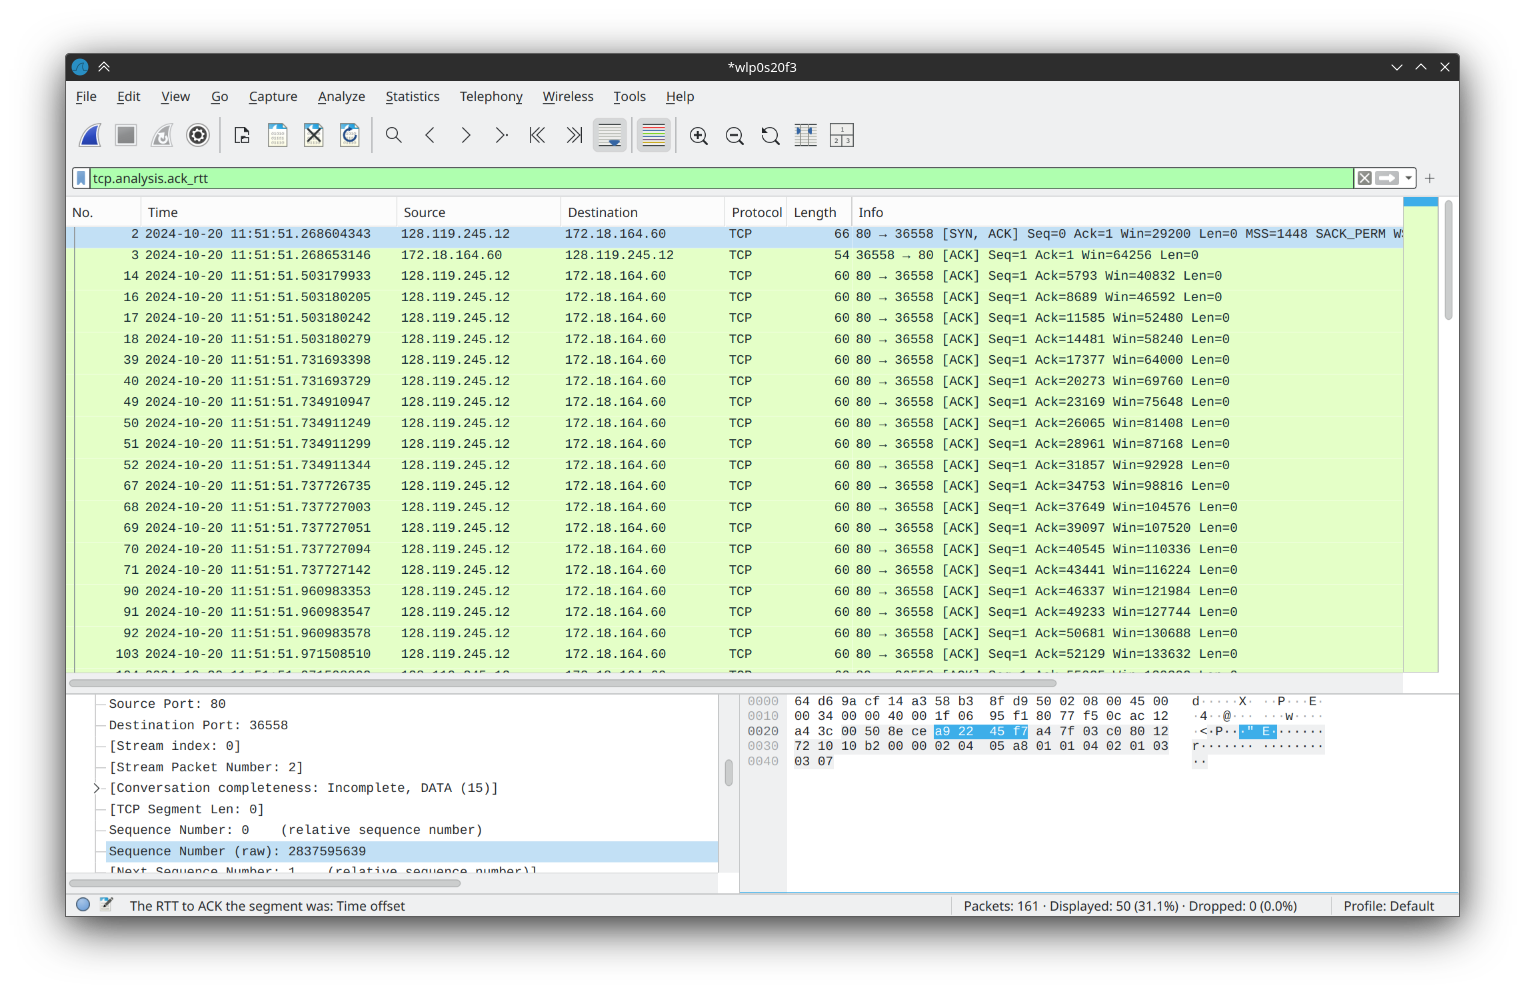 *wlp0s20f3
File Edit View Go Capture Analyze Statistics Telephony Wireless Tools Help
tcp.analysis.ack_rtt
No. Time Source Destination Protocol Length Info
2 2024-10-20 11:51:51.268604343 128.119.245.12 172.18.164.60 TCP 66 80 → 36558 [SYN, ACK] Seq=0 Ack=1 Win=29200 Len=0 MSS=1448 SACK_PERM
3 2024-10-20 11:51:51.268653146 172.18.164.60 128.119.245.12 TCP 54 36558 → 80 [ACK] Seq=1 Ack=1 Win=64256 Len=0
14 2024-10-20 11:51:51.503179933 128.119.245.12 172.18.164.60 TCP 60 80 → 36558 [ACK] Seq=1 Ack=5793 Win=40832 Len=0
16 2024-10-20 11:51:51.503180205 128.119.245.12 172.18.164.60 TCP 60 80 → 36558 [ACK] Seq=1 Ack=8689 Win=46592 Len=0
17 2024-10-20 11:51:51.503180242 128.119.245.12 172.18.164.60 TCP 60 80 → 36558 [ACK] Seq=1 Ack=11585 Win=52480 Len=0
18 2024-10-20 11:51:51.503180279 128.119.245.12 172.18.164.60 TCP 60 80 → 36558 [ACK] Seq=1 Ack=14481 Win=58240 Len=0
39 2024-10-20 11:51:51.731693398 128.119.245.12 172.18.164.60 TCP 60 80 → 36558 [ACK] Seq=1 Ack=17377 Win=64000 Len=0
40 2024-10-20 11:51:51.731693729 128.119.245.12 172.18.164.60 TCP 60 80 → 36558 [ACK] Seq=1 Ack=20273 Win=69760 Len=0
49 2024-10-20 11:51:51.734910947 128.119.245.12 172.18.164.60 TCP 60 80 → 36558 [ACK] Seq=1 Ack=23169 Win=75648 Len=0
50 2024-10-20 11:51:51.734911249 128.119.245.12 172.18.164.60 TCP 60 80 → 36558 [ACK] Seq=1 Ack=26065 Win=81408 Len=0
51 2024-10-20 11:51:51.734911299 128.119.245.12 172.18.164.60 TCP 60 80 → 36558 [ACK] Seq=1 Ack=28961 Win=87168 Len=0
52 2024-10-20 11:51:51.734911344 128.119.245.12 172.18.164.60 TCP 60 80 → 36558 [ACK] Seq=1 Ack=31857 Win=92928 Len=0
67 2024-10-20 11:51:51.737726735 128.119.245.12 172.18.164.60 TCP 60 80 → 36558 [ACK] Seq=1 Ack=34753 Win=98816 Len=0
68 2024-10-20 11:51:51.737727003 128.119.245.12 172.18.164.60 TCP 60 80 → 36558 [ACK] Seq=1 Ack=37649 Win=104576 Len=0
69 2024-10-20 11:51:51.737727051 128.119.245.12 172.18.164.60 TCP 60 80 → 36558 [ACK] Seq=1 Ack=39097 Win=107520 Len=0
70 2024-10-20 11:51:51.737727094 128.119.245.12 172.18.164.60 TCP 60 80 → 36558 [ACK] Seq=1 Ack=40545 Win=110336 Len=0
71 2024-10-20 11:51:51.737727142 128.119.245.12 172.18.164.60 TCP 60 80 → 36558 [ACK] Seq=1 Ack=43441 Win=116224 Len=0
90 2024-10-20 11:51:51.960983353 128.119.245.12 172.18.164.60 TCP 60 80 → 36558 [ACK] Seq=1 Ack=46337 Win=121984 Len=0
91 2024-10-20 11:51:51.960983547 128.119.245.12 172.18.164.60 TCP 60 80 → 36558 [ACK] Seq=1 Ack=49233 Win=127744 Len=0
92 2024-10-20 11:51:51.960983578 128.119.245.12 172.18.164.60 TCP 60 80 → 36558 [ACK] Seq=1 Ack=50681 Win=130688 Len=0
103 2024-10-20 11:51:51.971508510 128.119.245.12 172.18.164.60 TCP 60 80 → 36558 [ACK] Seq=1 Ack=52129 Win=133632 Len=0
Source Port: 80
Destination Port: 36558
[Stream index: 0]
[Stream Packet Number: 2]
[Conversation completeness: Incomplete, DATA (15)]
[TCP Segment Len: 0]
Sequence Number: 0 (relative sequence number)
Sequence Number (raw): 2837595639
[Next Sequence Number: 1 (relative sequence number)]
0000 64 d6 9a cf 14 a3 58 b3 8f d9 50 02 08 00 45 00 d·····X· ··P···E·
0010 00 34 00 00 40 00 1f 06 95 f1 80 77 f5 0c ac 12 ·4··@··· ···w····
0020 a4 3c 00 50 8e ce a9 22 45 f7 a4 7f 03 c0 80 12 ·<·P···" E·······
0030 72 10 10 b2 00 00 02 04 05 a8 01 01 04 02 01 03 r······· ········
0040 03 07 ··
The RTT to ACK the segment was: Time offset
Packets: 161 · Displayed: 50 (31.1%) · Dropped: 0 (0.0%)
Profile: Default